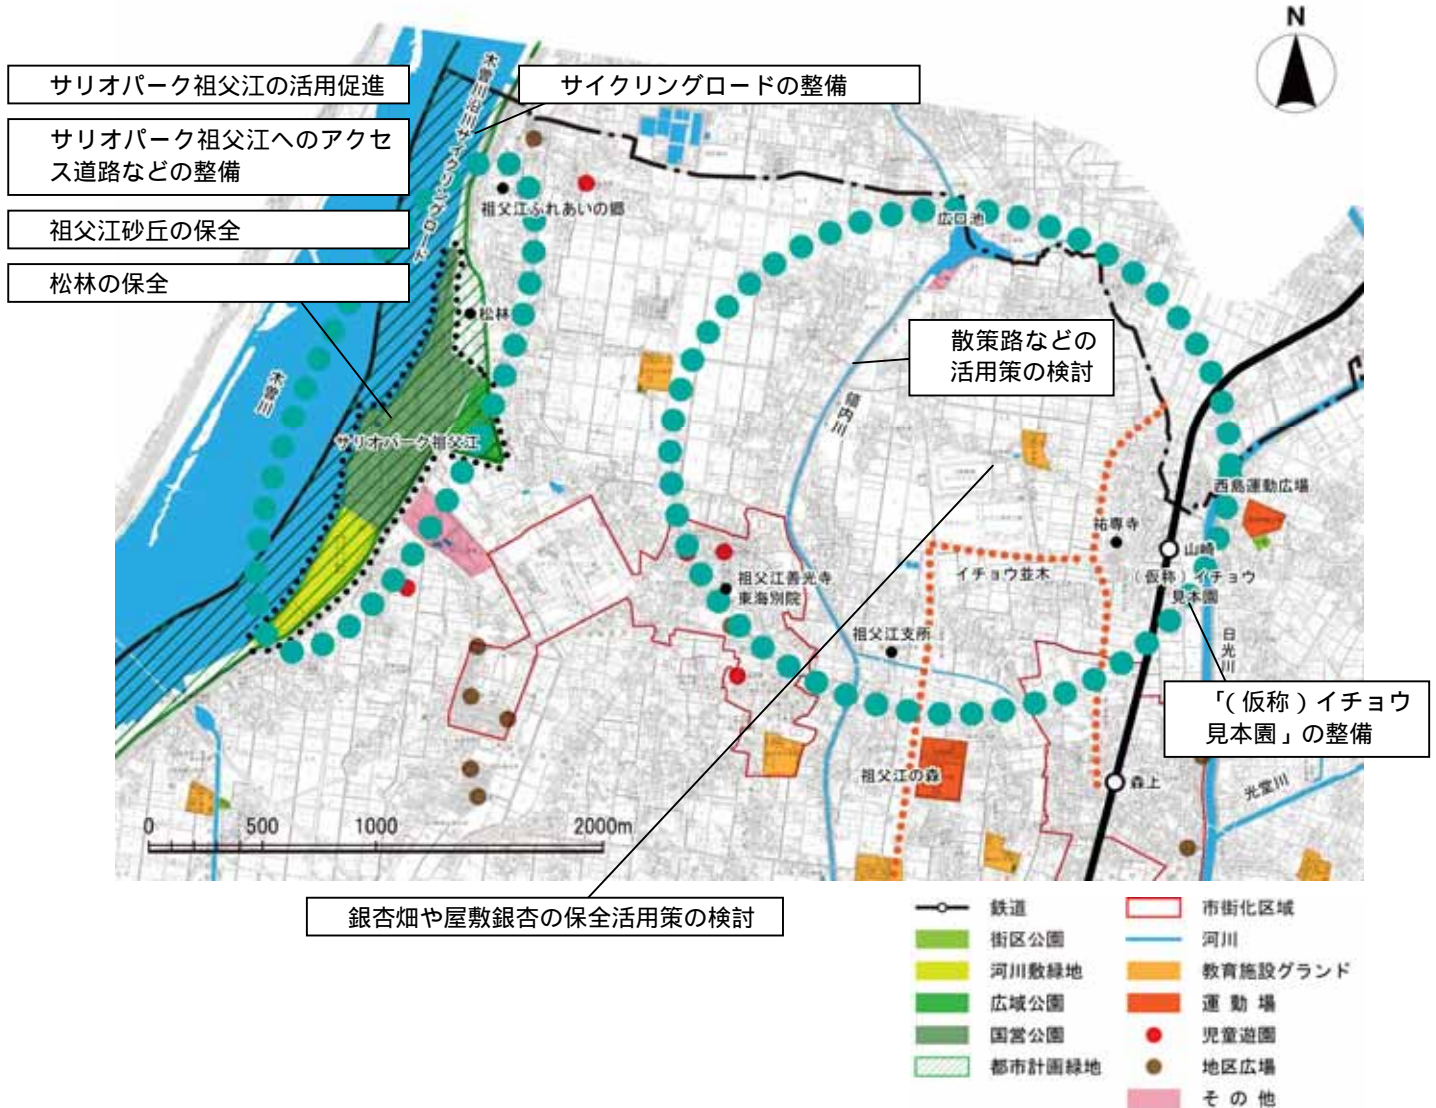 N
サリオパーク祖父江の活用促進
サイクリングロードの整備
サリオパーク祖父江へのアクセ
ス道路などの整備
祖父江砂丘の保全
松林の保全
木曽川沿川サイクリングロード
祖父江ふれあいの郷
広口池
松林
散策路などの
活用策の検討
木曽川
領内川
サリオパーク祖父江
西島運動広場
祐専寺
山崎
イチョウ並木
(仮称)イチョウ
見本園
祖父江善光寺
東海別院
祖父江支所
日光川
「(仮称)イチョウ
見本園」の整備
祖父江の森
森上
光堂川
0 500 1000 2000m
銀杏畑や屋敷銀杏の保全活用策の検討
鉄道
市街化区域
街区公園
河川
河川敷緑地
教育施設グランド
広域公園
運動場
国営公園
児童遊園
都市計画緑地
地区広場
その他